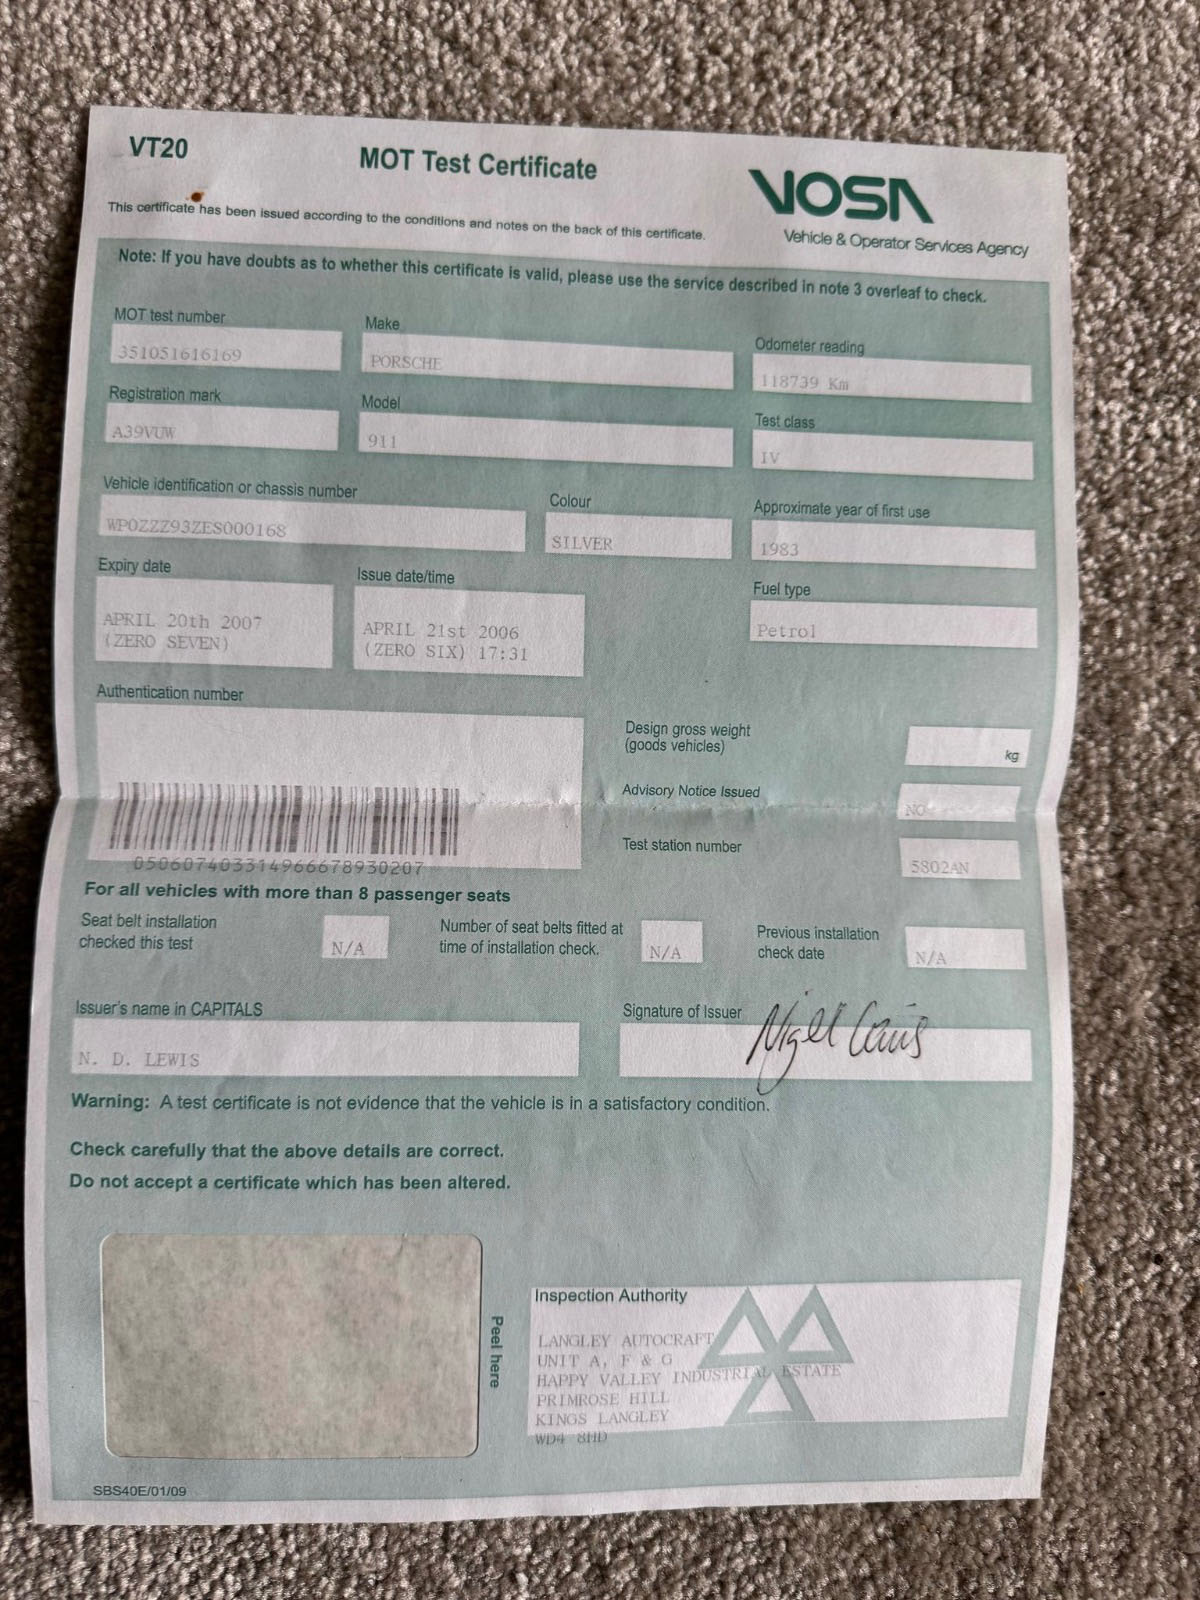 VT20
MOT Test Certificate
VOSA
Vehicle & Operator Services Agency
This certificate has been issued according to the conditions and notes on the back of this certificate.
Note: If you have doubts as to whether this certificate is valid, please use the service described in note 3 overleaf to check.
MOT test number
351051616169
Make
PORSCHE
Odometer reading
118739 Km
Registration mark
A39VUW
Model
911
Test class
IV
Vehicle identification or chassis number
WP0ZZZ93ZES000168
Colour
SILVER
Approximate year of first use
1983
Expiry date
APRIL 20th 2007
(ZERO SEVEN)
Issue date/time
APRIL 21st 2006
(ZERO SIX) 17:31
Fuel type
Petrol
Authentication number
050607403314966678930207
Design gross weight
(goods vehicles)
kg
Advisory Notice Issued
NO
Test station number
5802AN
For all vehicles with more than 8 passenger seats
Seat belt installation
checked this test
N/A
Number of seat belts fitted at
time of installation check.
N/A
Previous installation
check date
N/A
Issuer's name in CAPITALS
N. D. LEWIS
Signature of Issuer
Nigel Lewis
Warning: A test certificate is not evidence that the vehicle is in a satisfactory condition.
Check carefully that the above details are correct.
Do not accept a certificate which has been altered.
Peel here
Inspection Authority
LANGLEY AUTOCRAFT
UNIT A, F & G
HAPPY VALLEY INDUSTRIAL ESTATE
PRIMROSE HILL
KINGS LANGLEY
WD4 8HD
SBS40E/01/09